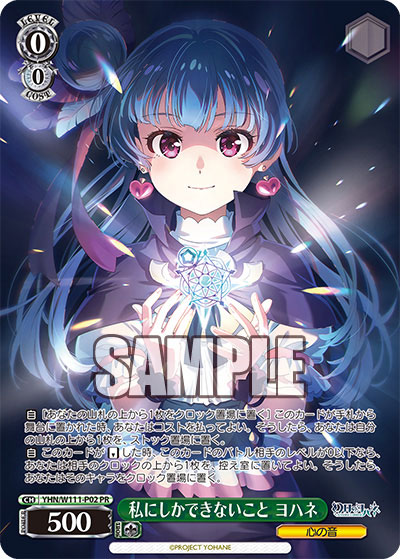 LEVEL
0
0
COST
SAMPLE
自 [あなたの山札の上から1枚をクロック置場に置く] このカードが手札から
舞台に置かれた時、あなたはコストを払ってよい。そうしたら、あなたは自分
の山札の上から1枚を、ストック置場に置く。
自 このカードが した時、このカードのバトル相手のレベルが0以下なら、
あなたは相手のクロックの上から1枚を、控え室に置いてよい。そうしたら、
あなたはそのキャラをクロック置場に置く。
CH YHN/W111-P02 PR
POWER
500
私にしかできないこと ヨハネ
心の音
©PROJECT YOHANE